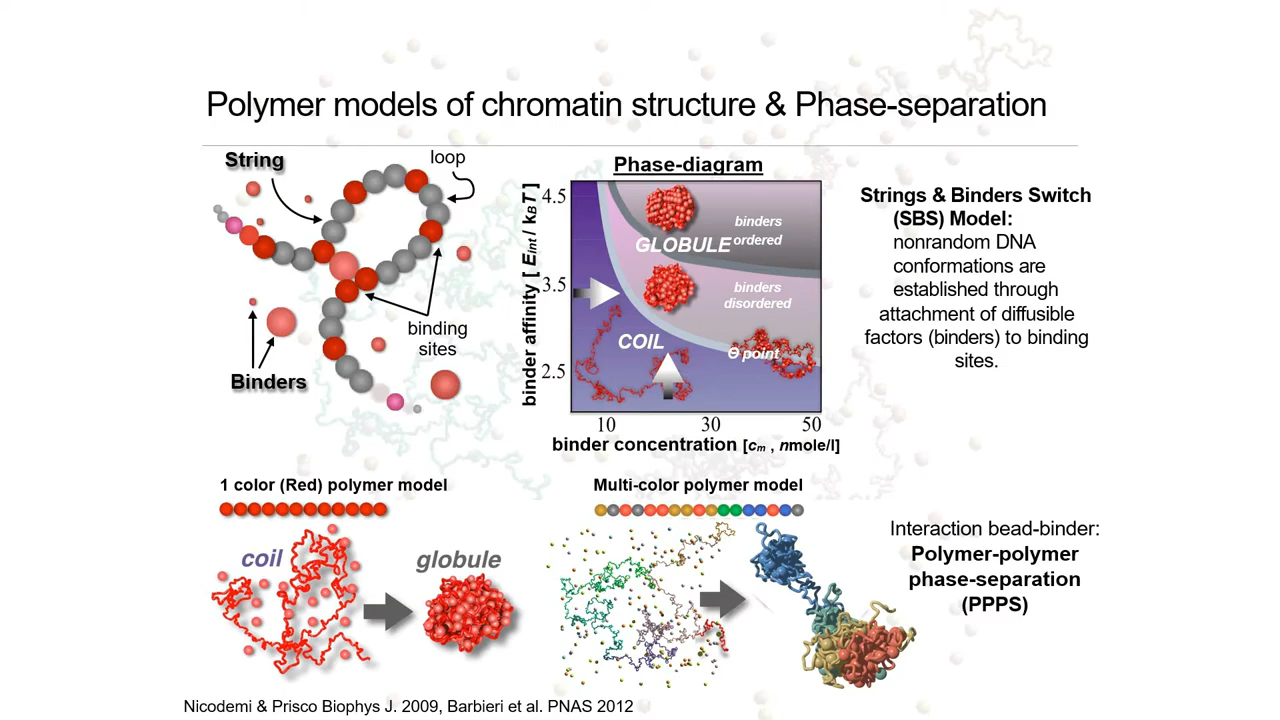 Polymer models of chromatin structure & Phase-separation
String
loop
binding
sites
Binders
Phase-diagram
binder affinity [ Eint / kBT ]
4.5
3.5
2.5
binders
GLOBULE ordered
binders
disordered
COIL
Θ point
10 30 50
binder concentration [cm , nmole/l]
Strings & Binders Switch
(SBS) Model:
nonrandom DNA
conformations are
established through
attachment of diffusible
factors (binders) to binding
sites.
1 color (Red) polymer model
coil
globule
Multi-color polymer model
Interaction bead-binder:
Polymer-polymer
phase-separation
(PPPS)
Nicodemi & Prisco Biophys J. 2009, Barbieri et al. PNAS 2012